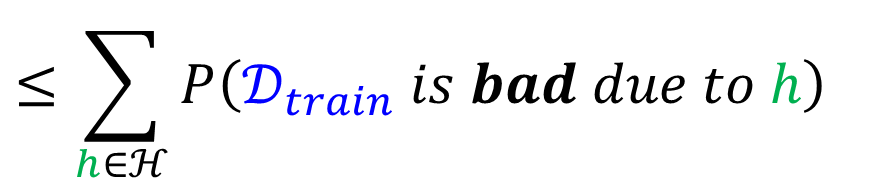 ≤ ∑ P(𝒟train is bad due to h)
h∈ℋ